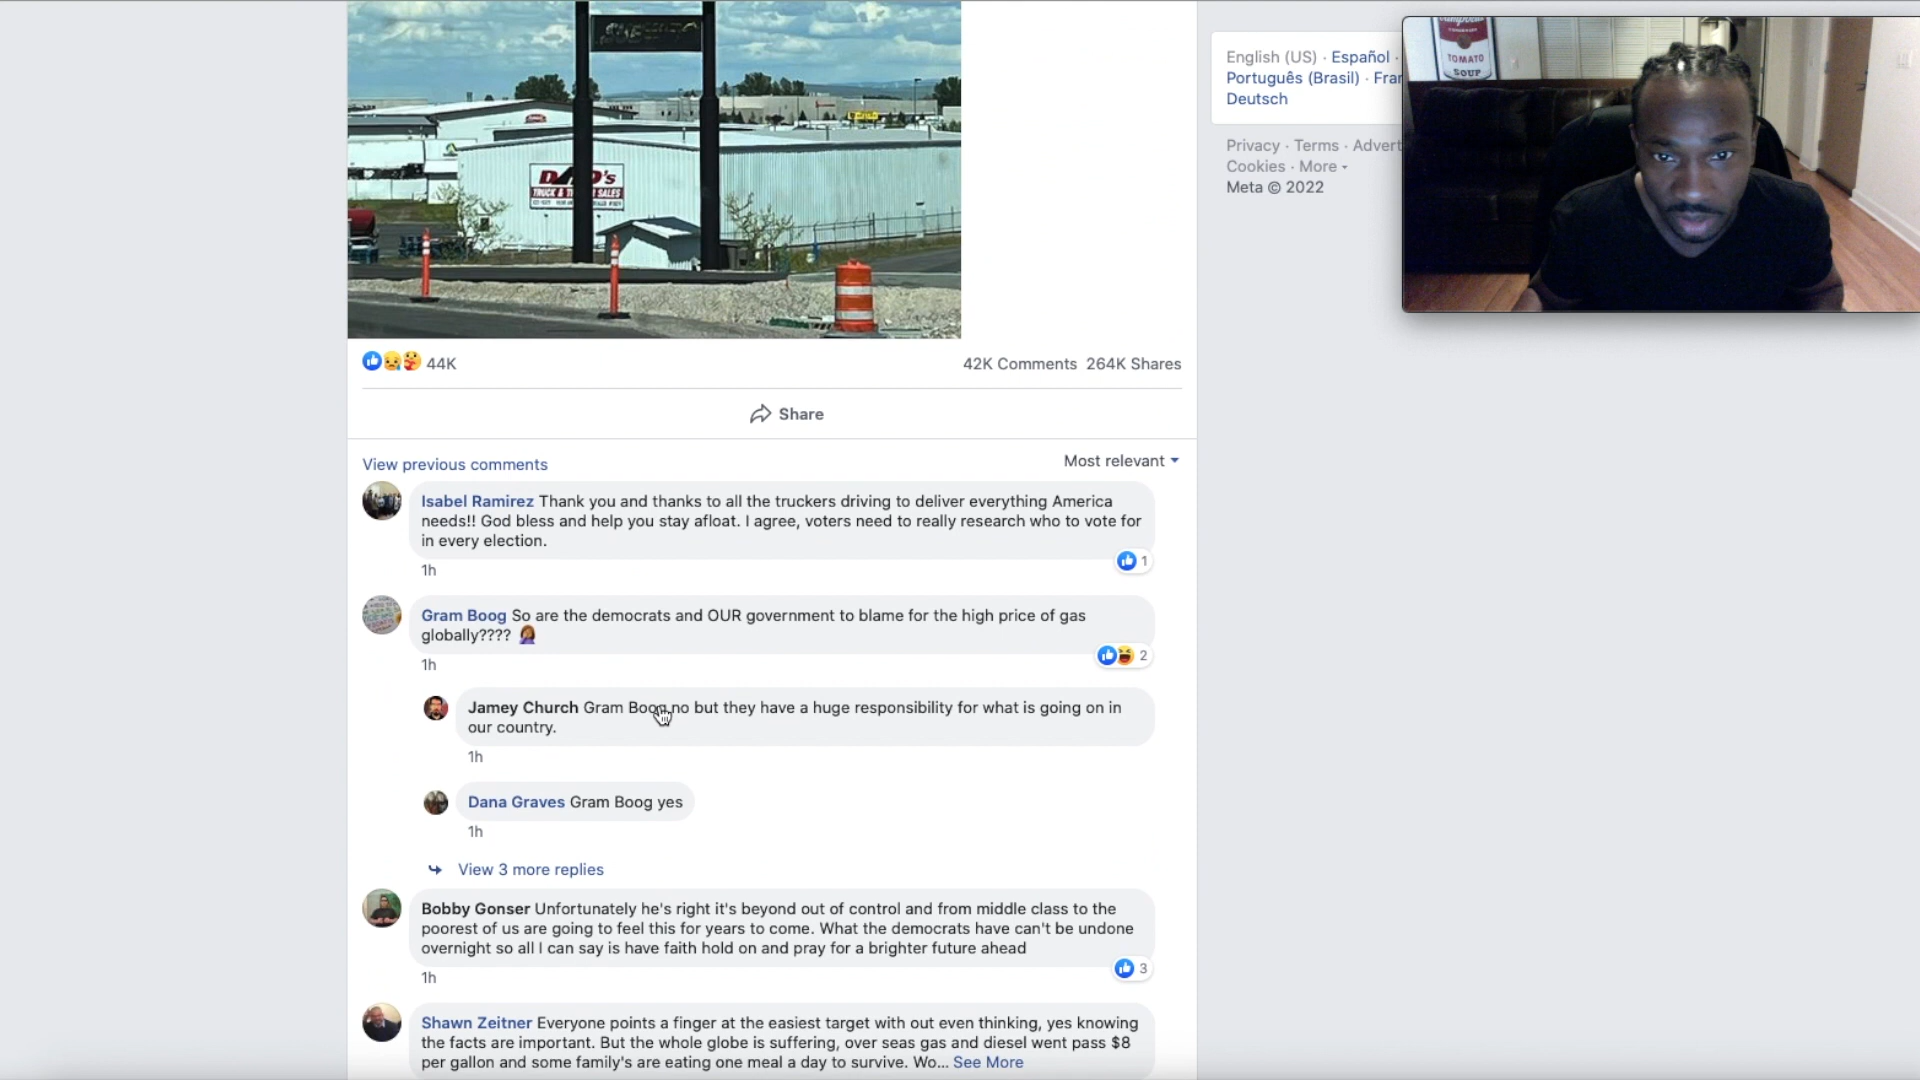 DAD's
TRUCK & T
SALES
44K
42K Comments 264K Shares
Share
View previous comments
Most relevant
Isabel Ramirez Thank you and thanks to all the truckers driving to deliver everything America
needs!! God bless and help you stay afloat. I agree, voters need to really research who to vote for
in every election.
1
1h
Gram Boog So are the democrats and OUR government to blame for the high price of gas
globally????
2
1h
Jamey Church Gram Boog no but they have a huge responsibility for what is going on in
our country.
1h
Dana Graves Gram Boog yes
1h
View 3 more replies
Bobby Gonser Unfortunately he's right it's beyond out of control and from middle class to the
poorest of us are going to feel this for years to come. What the democrats have can't be undone
overnight so all I can say is have faith hold on and pray for a brighter future ahead
3
1h
Shawn Zeitner Everyone points a finger at the easiest target with out even thinking, yes knowing
the facts are important. But the whole globe is suffering, over seas gas and diesel went pass $8
per gallon and some family's are eating one meal a day to survive. Wo... See More
English (US) · Español ·
Português (Brasil) · Fran
Deutsch
Privacy · Terms · Advert
Cookies · More
Meta © 2022
Campbell's
TOMATO
SOUP